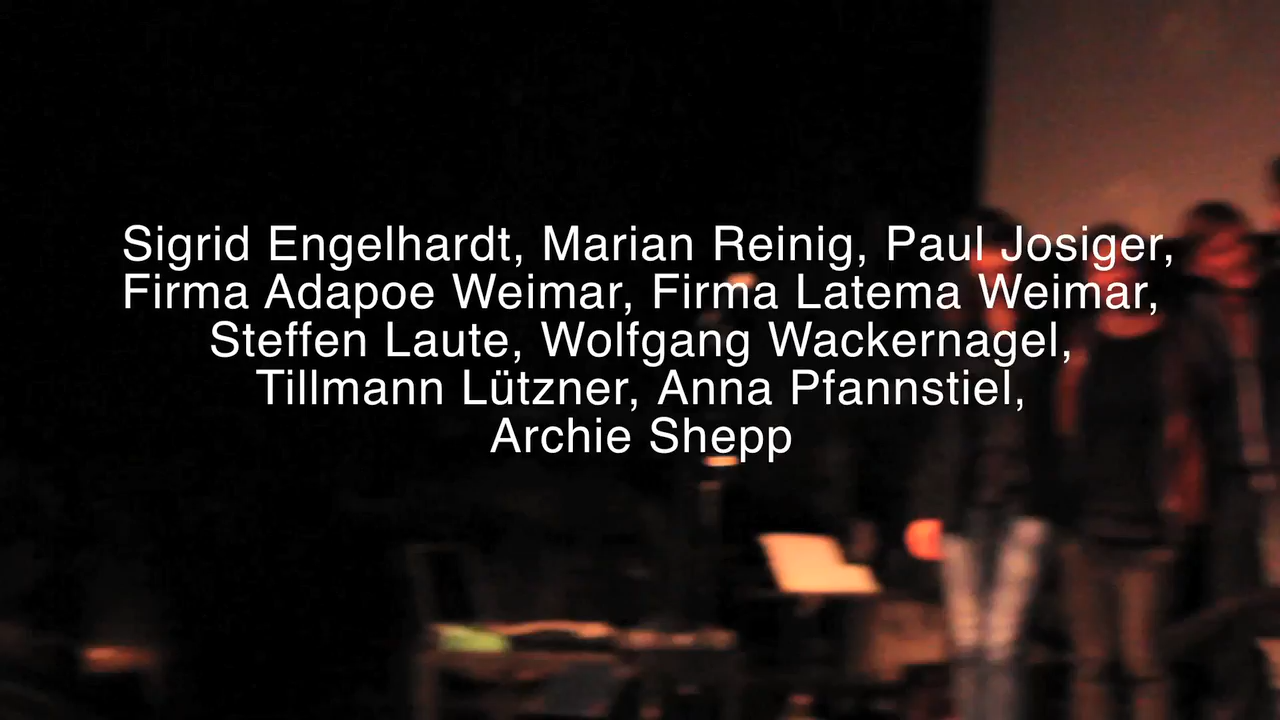 Sigrid Engelhardt, Marian Reinig, Paul Josiger,
Firma Adapoe Weimar, Firma Latema Weimar,
Steffen Laute, Wolfgang Wackernagel,
Tillmann Lützner, Anna Pfannstiel,
Archie Shepp